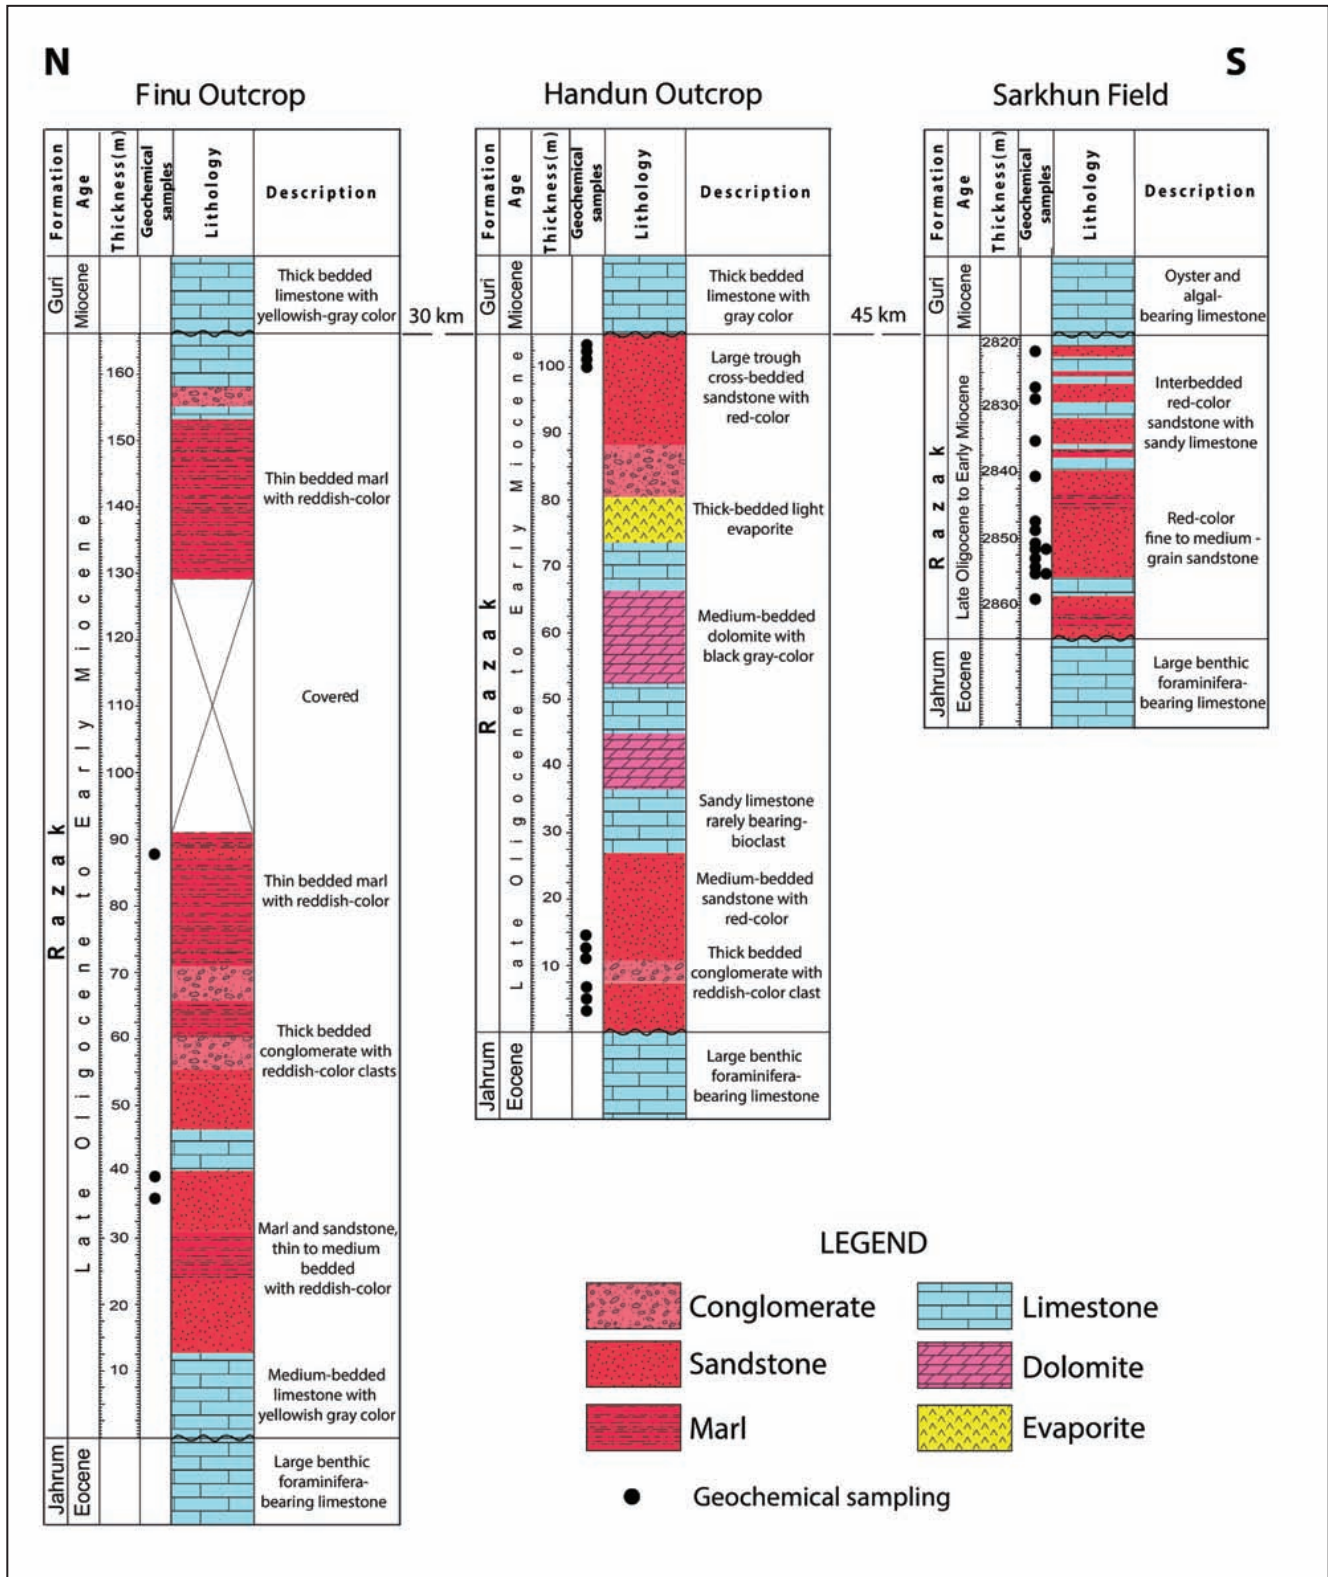 N
S
Finu Outcrop
Formation
Age
Thickness(m)
Geochemical
samples
Lithology
Description
Guri
Miocene
Thick bedded
limestone with
yellowish-gray color
Razak
Late Oligocene to Early Miocene
160
150
140
130
120
110
100
90
80
70
60
50
40
30
20
10
Thin bedded marl
with reddish-color
Covered
Thin bedded marl
with reddish-color
Thick bedded
conglomerate with
reddish-color clasts
Marl and sandstone,
thin to medium
bedded
with reddish-color
Medium-bedded
limestone with
yellowish gray color
Jahrum
Eocene
Large benthic
foraminifera-
bearing limestone
30 km
Handun Outcrop
Formation
Age
Thickness(m)
Geochemical
samples
Lithology
Description
Guri
Miocene
Thick bedded
limestone with
gray color
Razak
Late Oligocene to Early Miocene
100
90
80
70
60
50
40
30
20
10
Large trough
cross-bedded
sandstone with
red-color
Thick-bedded light
evaporite
Medium-bedded
dolomite with
black gray-color
Sandy limestone
rarely bearing-
bioclast
Medium-bedded
sandstone with
red-color
Thick bedded
conglomerate with
reddish-color clast
Jahrum
Eocene
Large benthic
foraminifera-
bearing limestone
45 km
Sarkhun Field
Formation
Age
Thickness(m)
Geochemical
samples
Lithology
Description
Guri
Miocene
Oyster and
algal-
bearing limestone
Razak
Late Oligocene to Early Miocene
2820
2830
2840
2850
2860
Interbedded
red-color
sandstone with
sandy limestone
Red-color
fine to medium -
grain sandstone
Jahrum
Eocene
Large benthic
foraminifera-
bearing limestone
LEGEND
Conglomerate
Limestone
Sandstone
Dolomite
Marl
Evaporite
Geochemical sampling